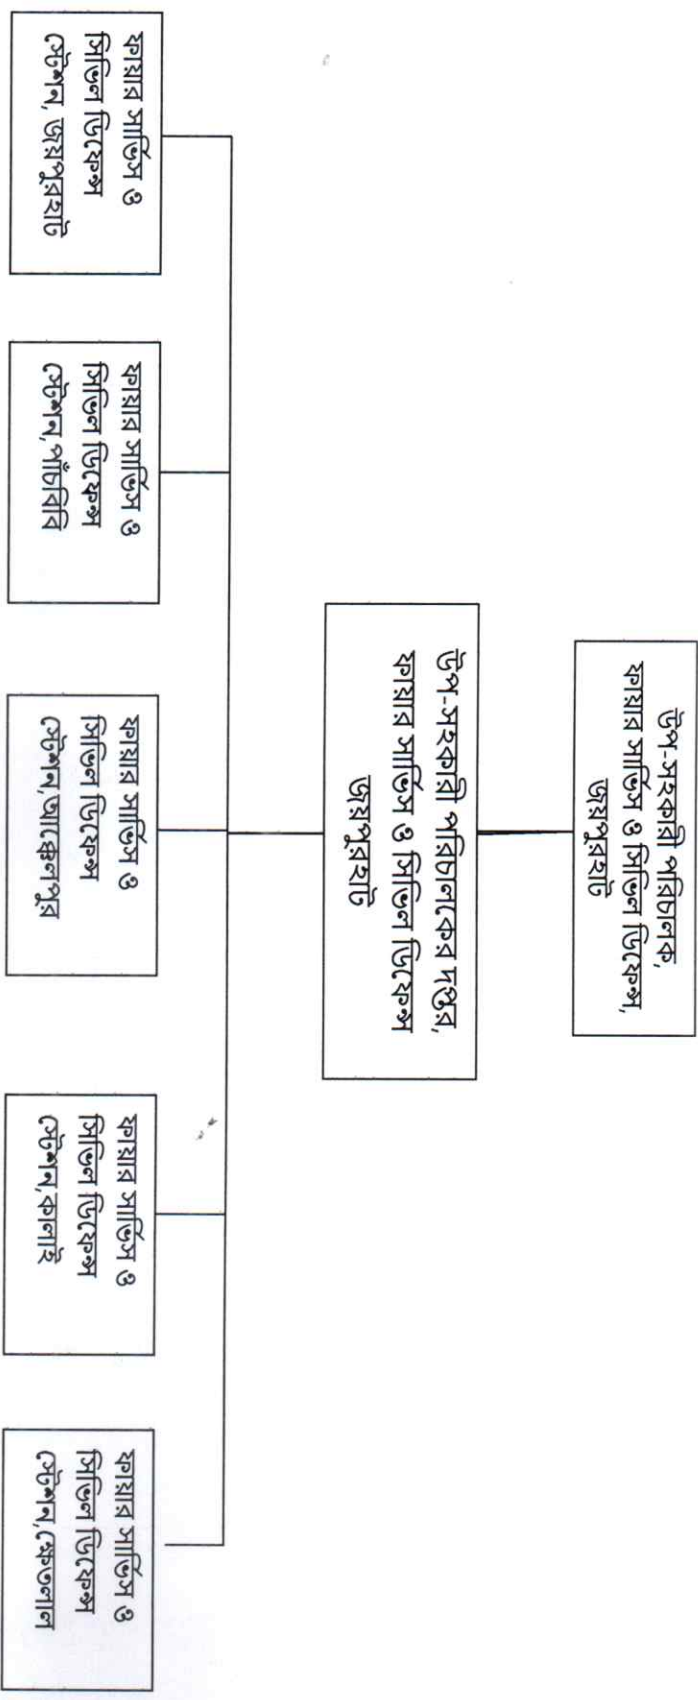 উপ-সহকারী পরিচালক,
ফায়ার সার্ভিস ও সিভিল ডিফেন্স,
জয়পুরহাট
উপ-সহকারী পরিচালকের দপ্তর,
ফায়ার সার্ভিস ও সিভিল ডিফেন্স
জয়পুরহাট
ফায়ার সার্ভিস ও
সিভিল ডিফেন্স
স্টেশন, জয়পুরহাট
ফায়ার সার্ভিস ও
সিভিল ডিফেন্স
স্টেশন,পাঁচবিবি
ফায়ার সার্ভিস ও
সিভিল ডিফেন্স
স্টেশন,আক্কেলপুর
ফায়ার সার্ভিস ও
সিভিল ডিফেন্স
স্টেশন,কালাই
ফায়ার সার্ভিস ও
সিভিল ডিফেন্স
স্টেশন,ক্ষেতলাল